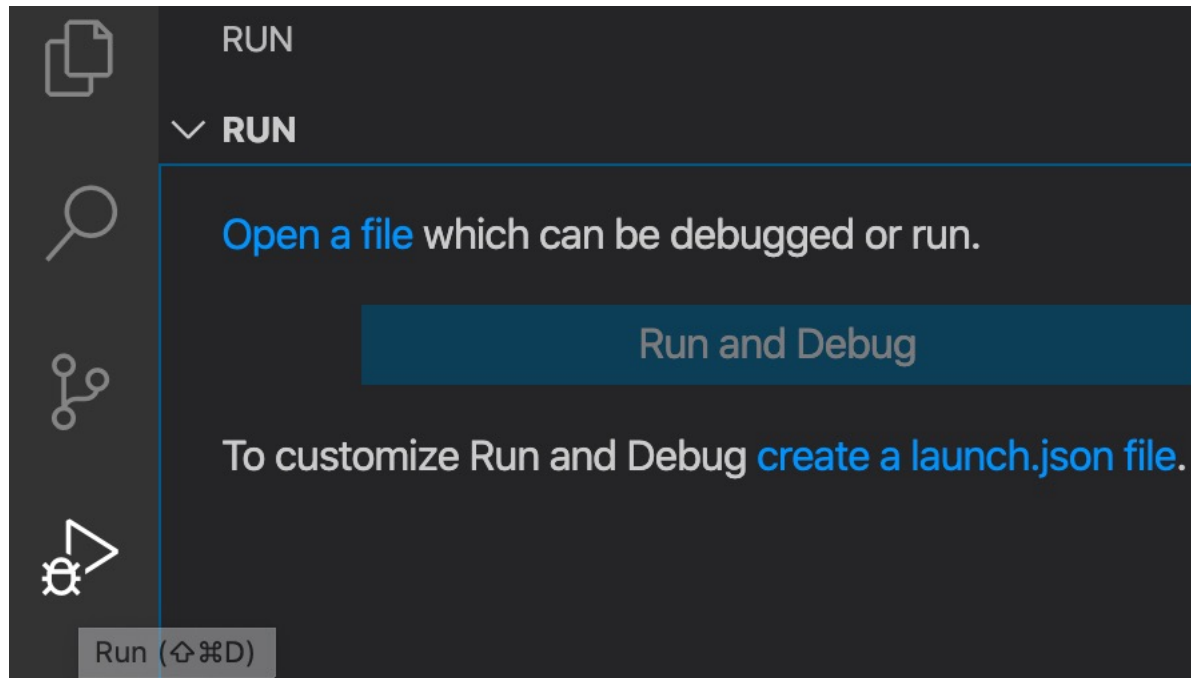 RUN
RUN
Open a file which can be debugged or run.
Run and Debug
To customize Run and Debug create a launch.json file.
Run (⇧⌘D)